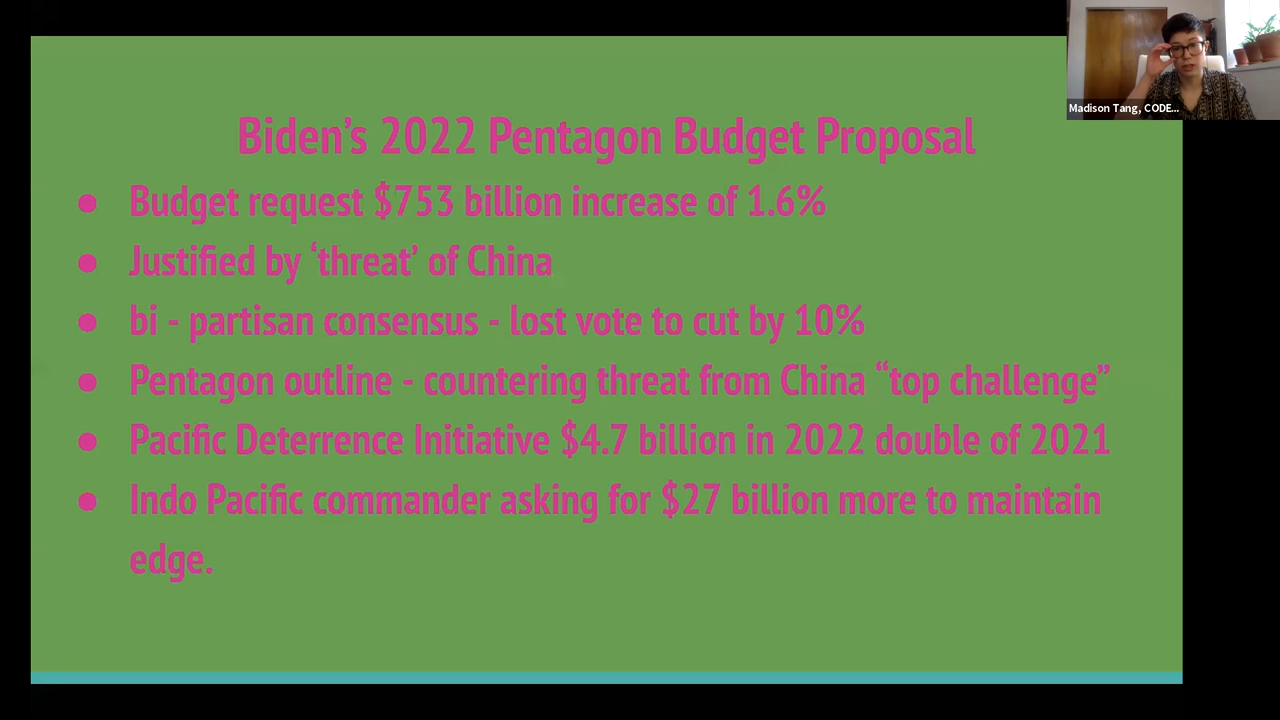 Madison Tang, CODE...
Biden’s 2022 Pentagon Budget Proposal
● Budget request $753 billion increase of 1.6%
● Justified by ‘threat’ of China
● bi - partisan consensus - lost vote to cut by 10%
● Pentagon outline - countering threat from China “top challenge”
● Pacific Deterrence Initiative $4.7 billion in 2022 double of 2021
● Indo Pacific commander asking for $27 billion more to maintain
edge.